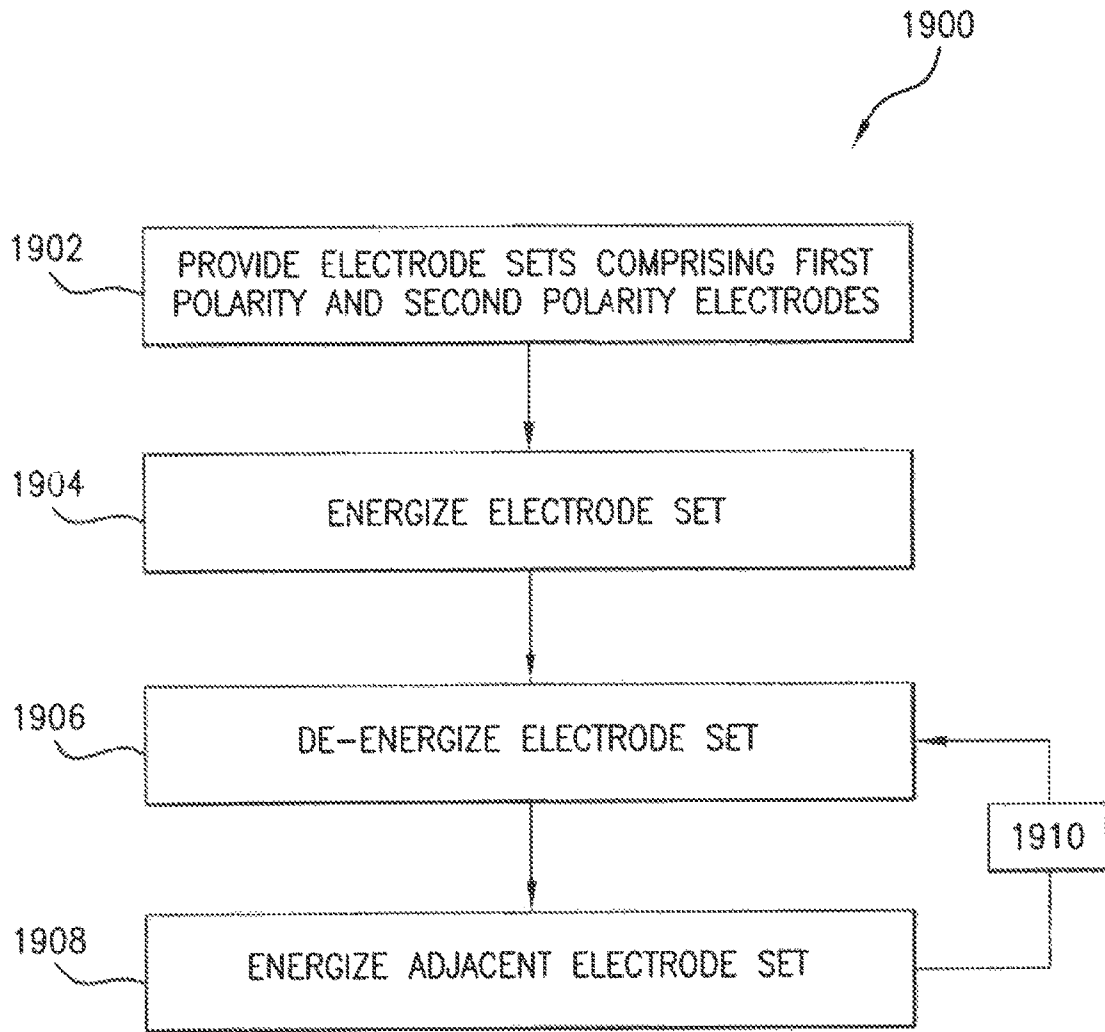 1900
1902
PROVIDE ELECTRODE SETS COMPRISING FIRST
POLARITY AND SECOND POLARITY ELECTRODES
1904
ENERGIZE ELECTRODE SET
1906
DE-ENERGIZE ELECTRODE SET
1910
1908
ENERGIZE ADJACENT ELECTRODE SET